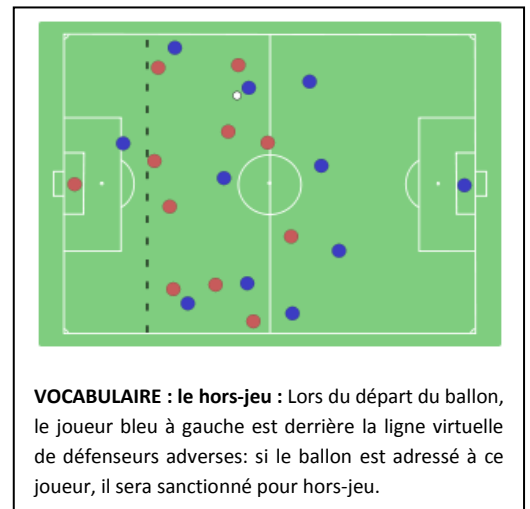 VOCABULAIRE : le hors-jeu : Lors du départ du ballon,
le joueur bleu à gauche est derrière la ligne virtuelle
de défenseurs adverses: si le ballon est adressé à ce
joueur, il sera sanctionné pour hors-jeu.